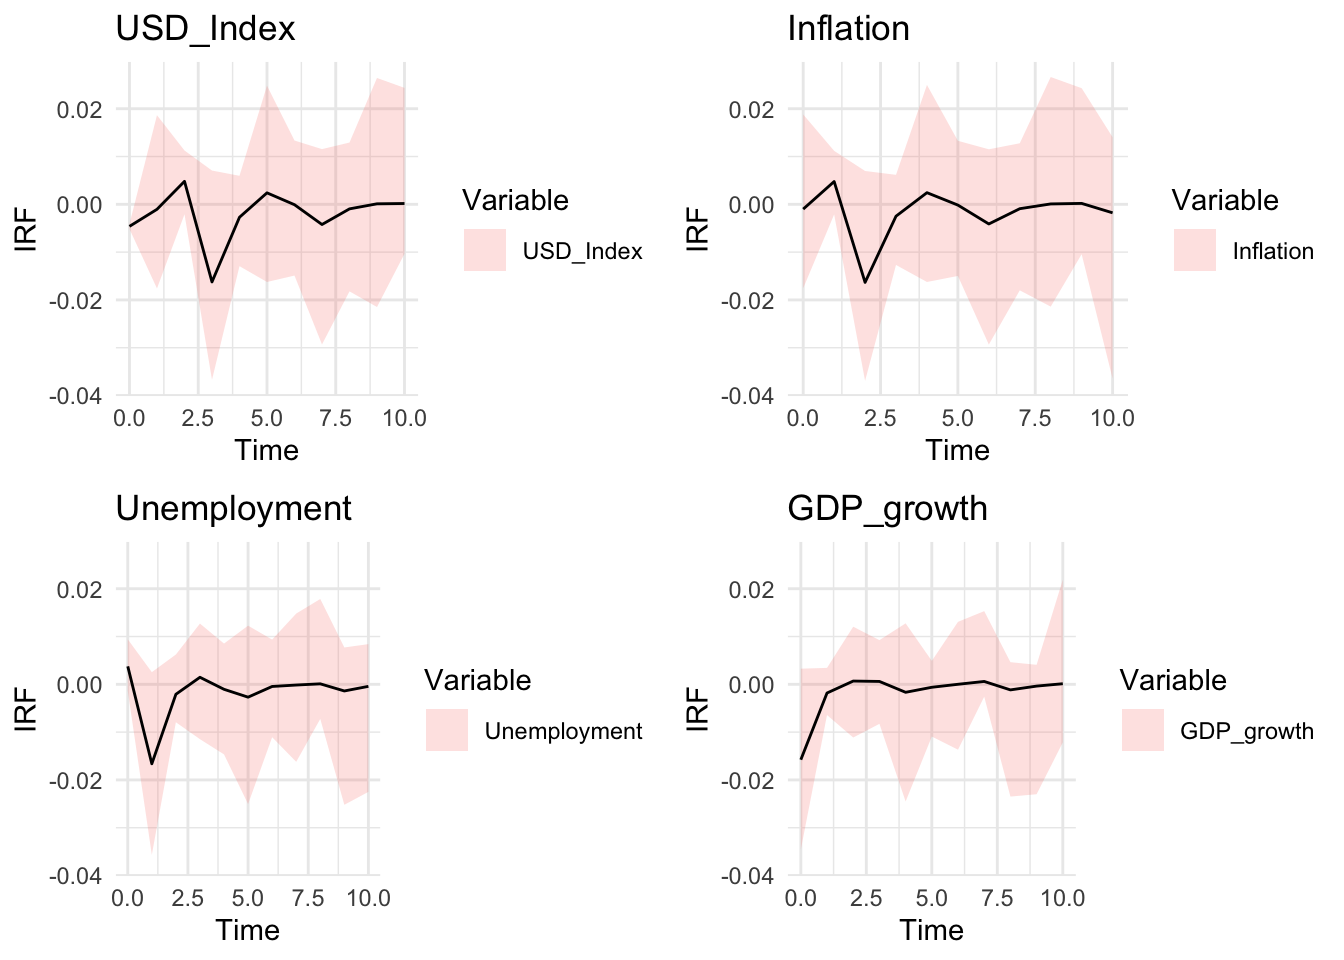 USD_Index
0.02
0.00
-0.02
-0.04
IRF
0.0 2.5 5.0 7.5 10.0
Time
Variable
USD_Index
Inflation
0.02
0.00
-0.02
-0.04
IRF
0.0 2.5 5.0 7.5 10.0
Time
Variable
Inflation
Unemployment
0.02
0.00
-0.02
-0.04
IRF
0.0 2.5 5.0 7.5 10.0
Time
Variable
Unemployment
GDP_growth
0.02
0.00
-0.02
-0.04
IRF
0.0 2.5 5.0 7.5 10.0
Time
Variable
GDP_growth